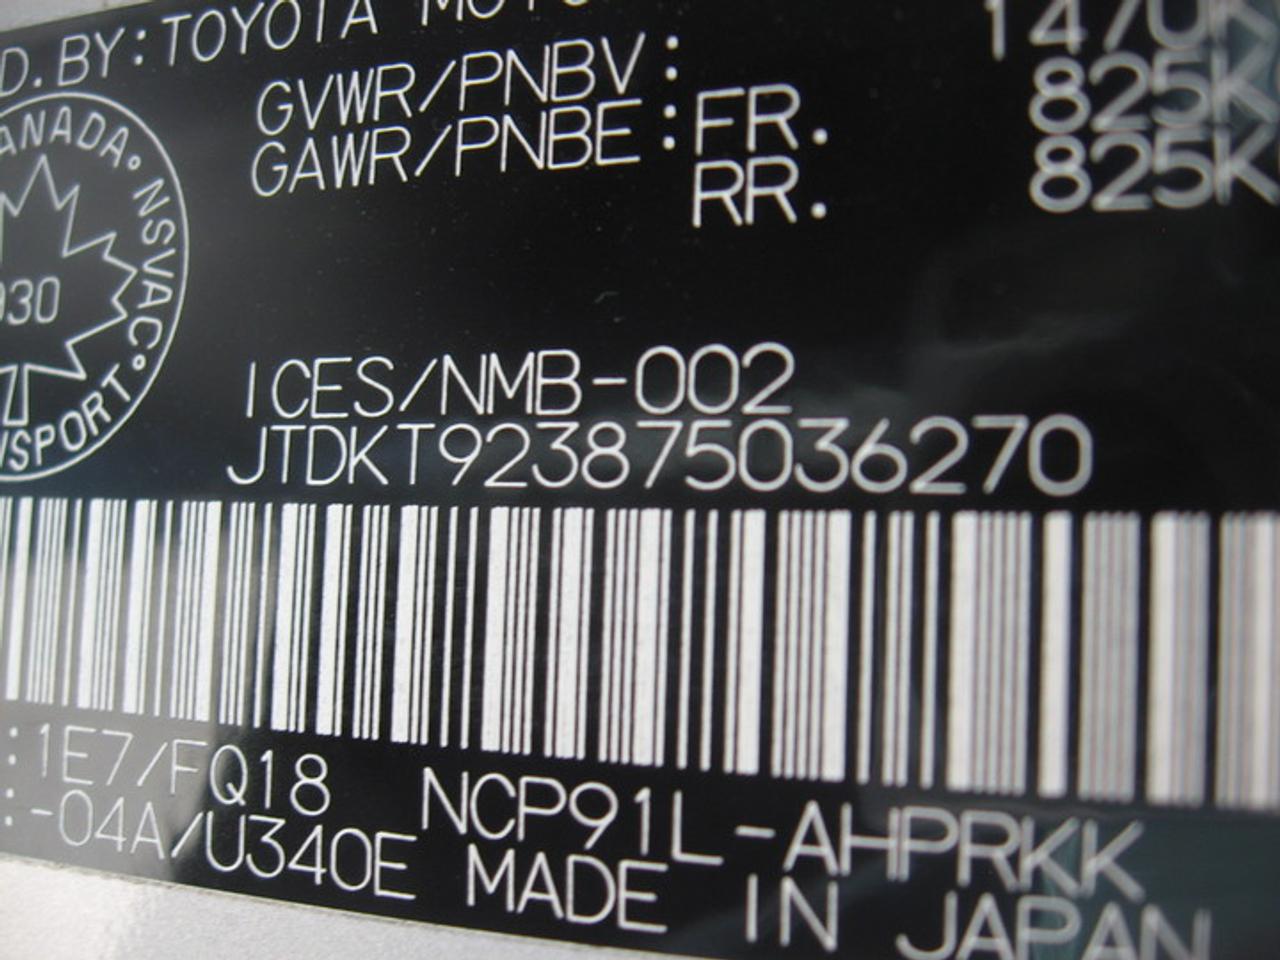 D. BY: TOYOTA
GVWR/PNBV: 1470K
GAWR/PNBE: FR. 825K
RR. 825K
ANADA • NSVAC • NSPORT
930
ICES/NMB-002
JTDKT923875036270
: 1E7/FQ18 NCP91L-AHPRKK
: -04A/U340E MADE IN JAPAN